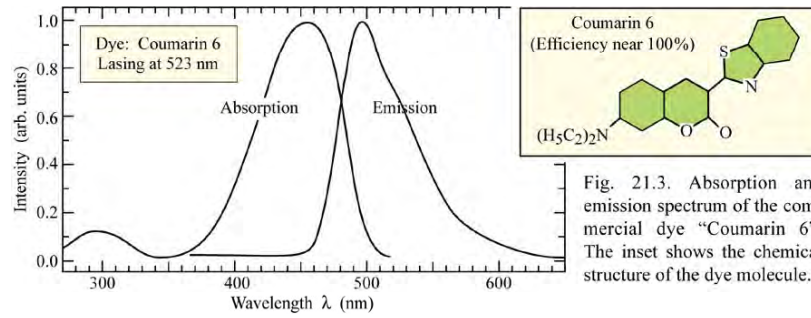 Dye: Coumarin 6
Lasing at 523 nm
Absorption
Emission
Intensity (arb. units)
1.0
0.8
0.6
0.4
0.2
0.0
300
400
500
600
Wavelength λ (nm)
Coumarin 6
(Efficiency near 100%)
S
N
O
O
(H5C2)2N
Fig. 21.3. Absorption an
emission spectrum of the com
mercial dye “Coumarin 6”
The inset shows the chemica
structure of the dye molecule.